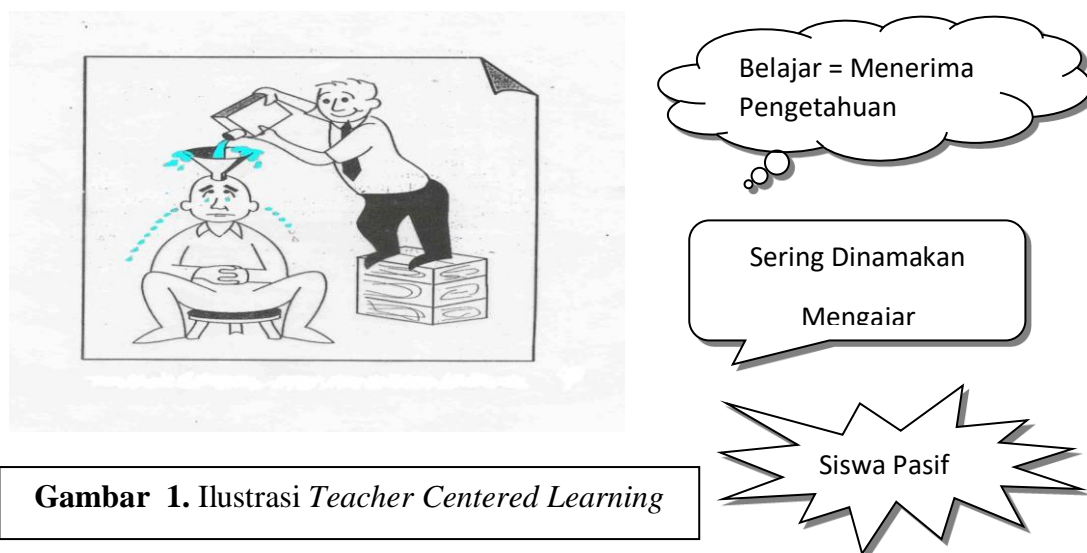 Belajar = Menerima
Pengetahuan
Sering Dinamakan
Mengajar
Siswa Pasif
Gambar 1. Ilustrasi Teacher Centered Learning